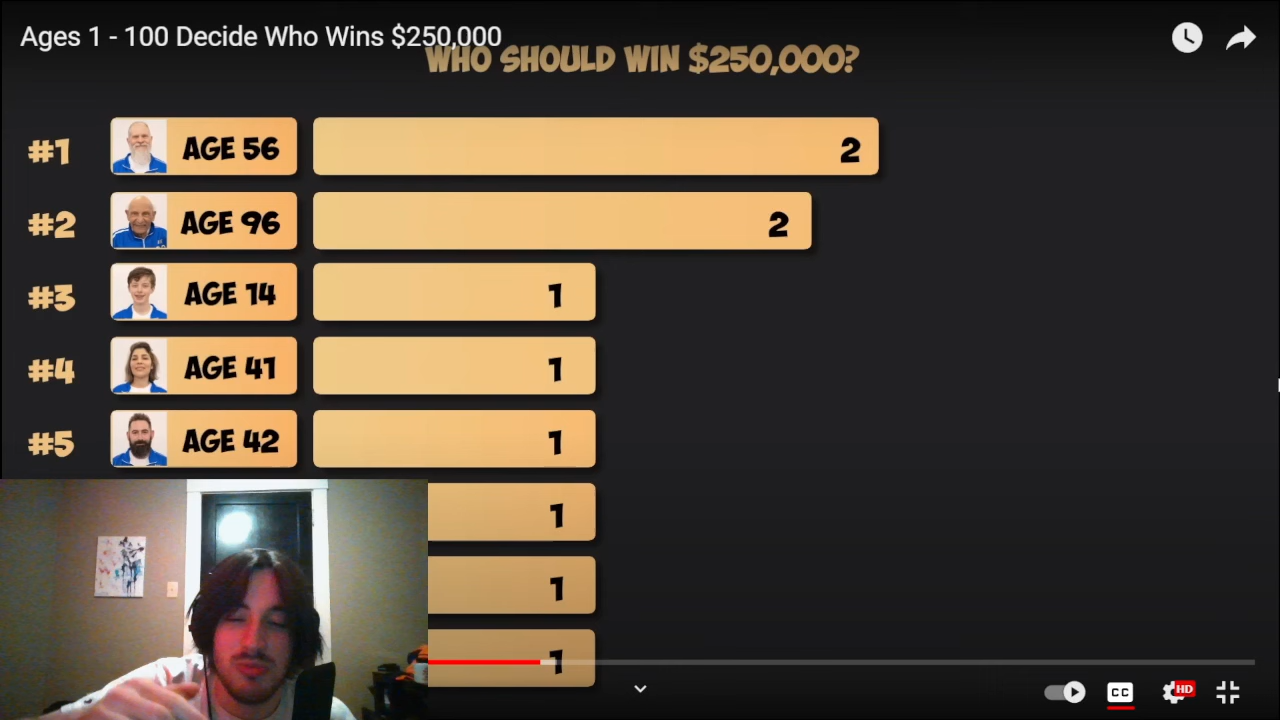 Ages 1 - 100 Decide Who Wins $250,000
WHO SHOULD WIN $250,000?
#1 AGE 56 2
#2 AGE 96 2
#3 AGE 14 1
#4 AGE 41 1
#5 AGE 42 1
1
1
1
CC HD